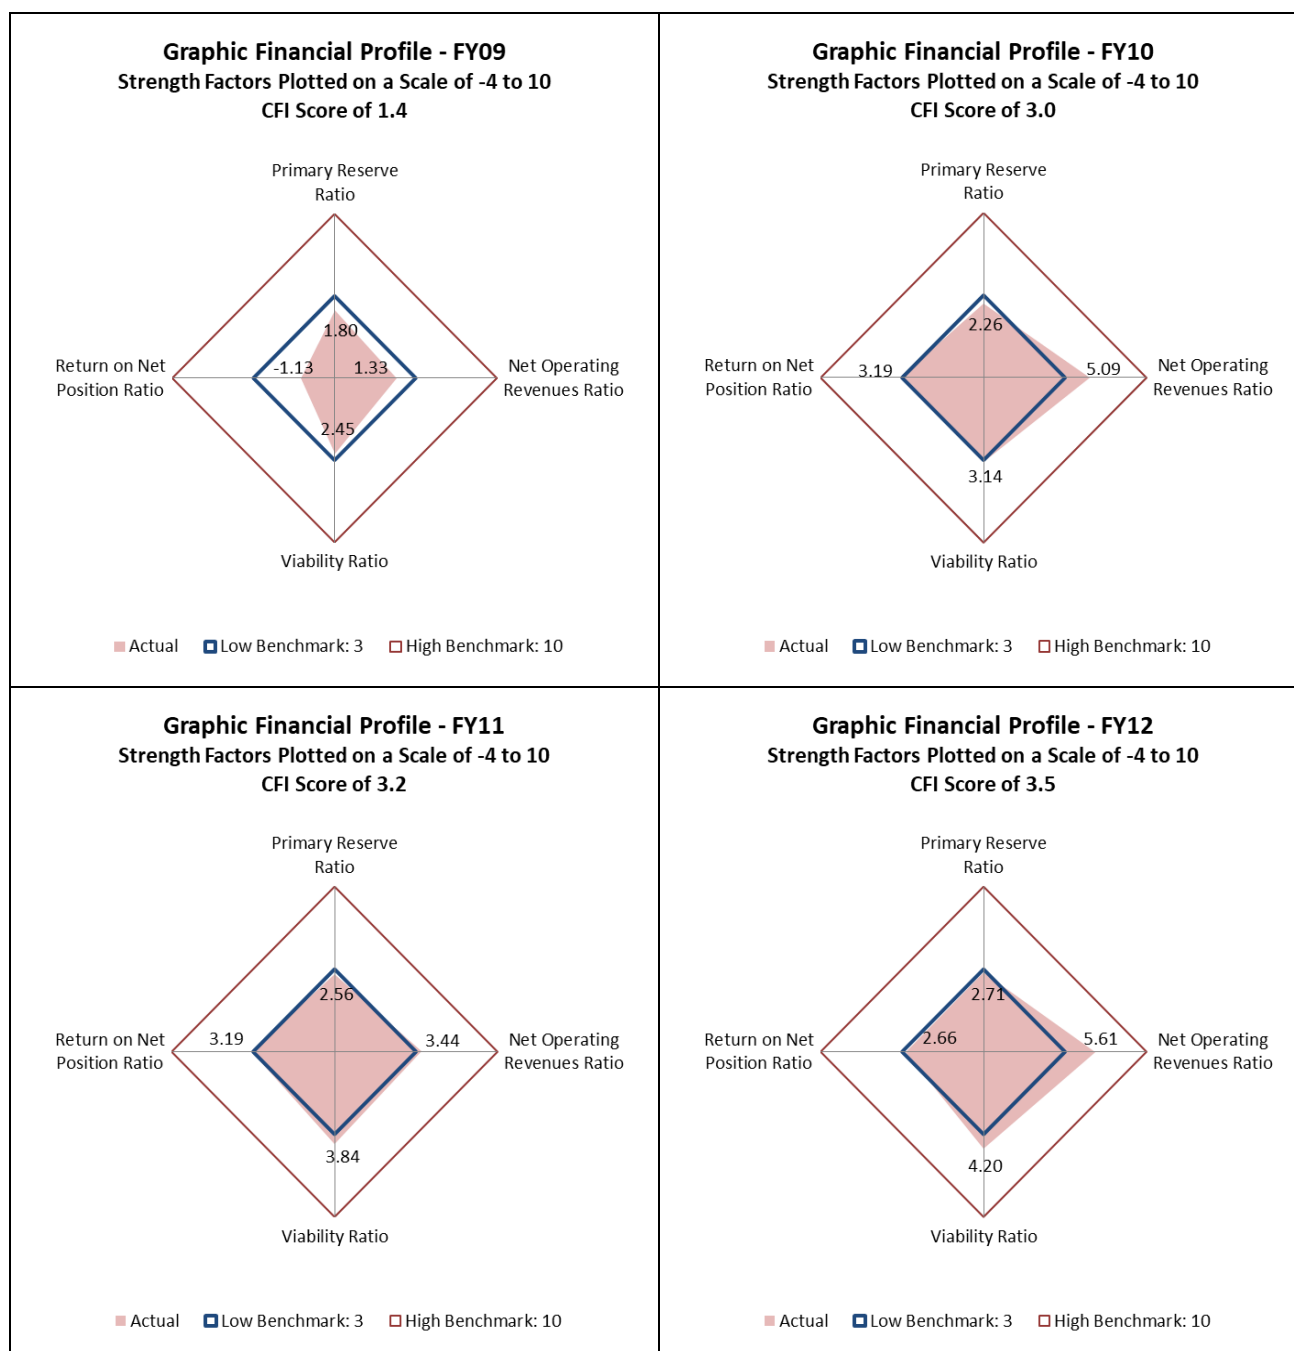 Graphic Financial Profile - FY09
Strength Factors Plotted on a Scale of -4 to 10
CFI Score of 1.4
Primary Reserve
Ratio
1.80
Return on Net
Position Ratio
-1.13
1.33
Net Operating
Revenues Ratio
2.45
Viability Ratio
Actual
Low Benchmark: 3
High Benchmark: 10
Graphic Financial Profile - FY10
Strength Factors Plotted on a Scale of -4 to 10
CFI Score of 3.0
Primary Reserve
Ratio
2.26
Return on Net
Position Ratio
3.19
5.09
Net Operating
Revenues Ratio
3.14
Viability Ratio
Actual
Low Benchmark: 3
High Benchmark: 10
Graphic Financial Profile - FY11
Strength Factors Plotted on a Scale of -4 to 10
CFI Score of 3.2
Primary Reserve
Ratio
2.56
Return on Net
Position Ratio
3.19
3.44
Net Operating
Revenues Ratio
3.84
Viability Ratio
Actual
Low Benchmark: 3
High Benchmark: 10
Graphic Financial Profile - FY12
Strength Factors Plotted on a Scale of -4 to 10
CFI Score of 3.5
Primary Reserve
Ratio
2.71
Return on Net
Position Ratio
2.66
5.61
Net Operating
Revenues Ratio
4.20
Viability Ratio
Actual
Low Benchmark: 3
High Benchmark: 10